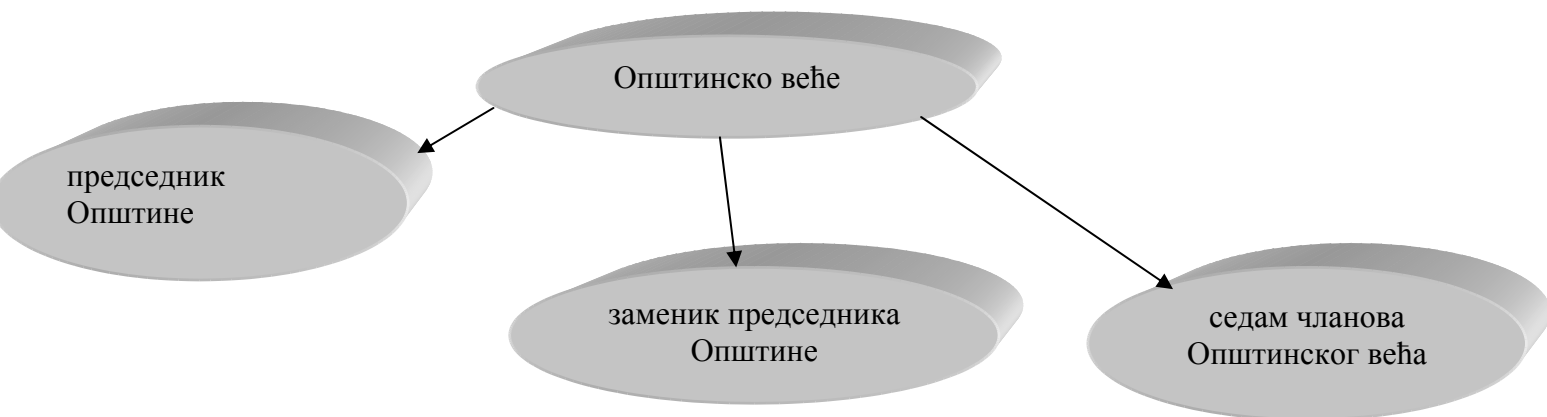 Општинско веће
председник
Општине
заменик председника
Општине
седам чланова
Општинског већа